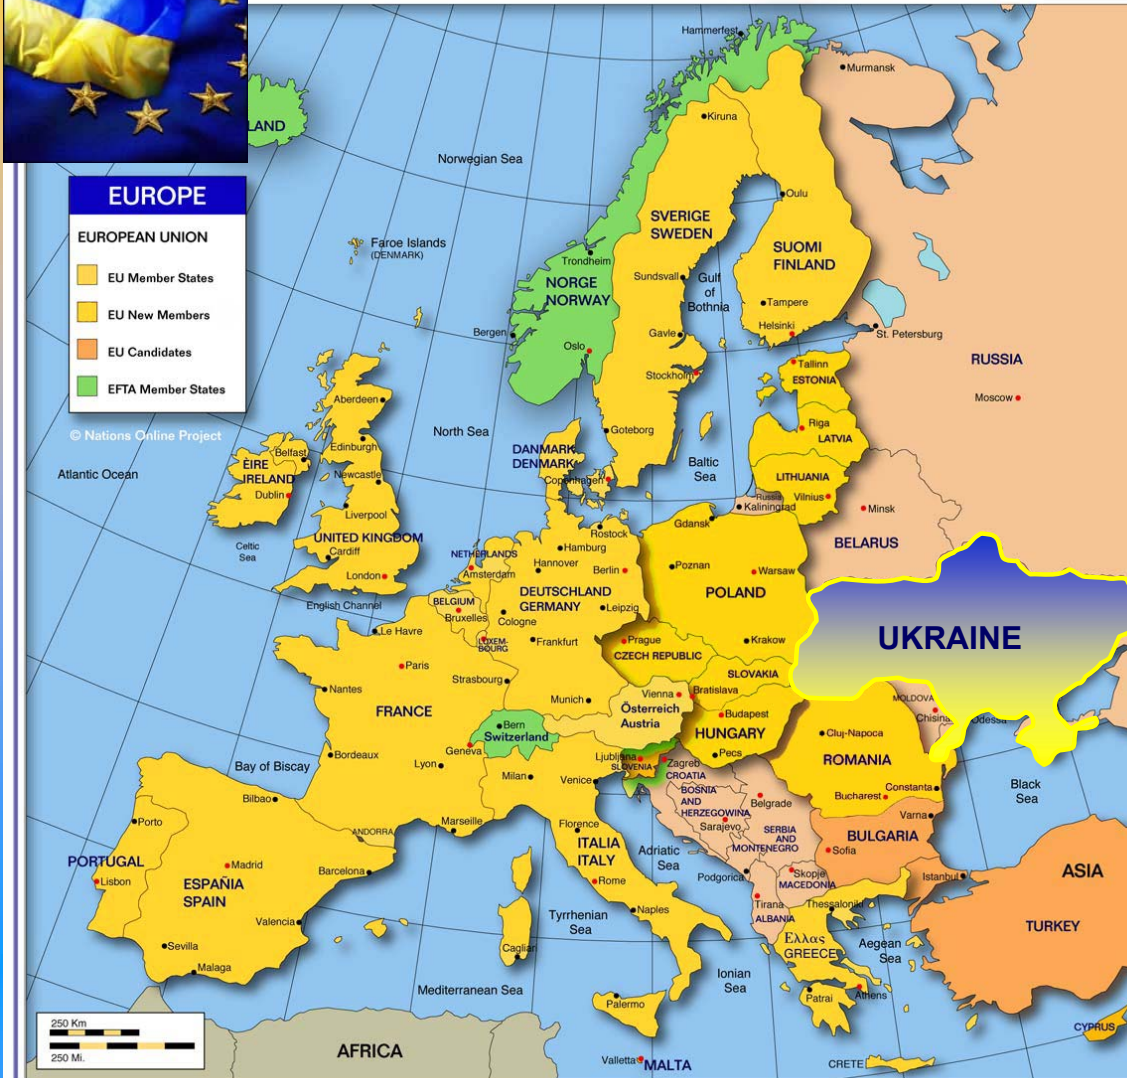 LAND
EUROPE
EUROPEAN UNION
EU Member States
EU New Members
EU Candidates
EFTA Member States
© Nations Online Project
Hammerfest
Murmansk
Kiruna
Norwegian Sea
Oulu
SVERIGE
SWEDEN
SUOMI
FINLAND
Faroe Islands
(DENMARK)
Trondheim
Sundsvall
Gulf
of
Bothnia
NORGE
NORWAY
Tampere
Bergen
Gavle
Helsinki
St. Petersburg
Oslo
Stockholm
Tallinn
ESTONIA
RUSSIA
Moscow
Aberdeen
Riga
LATVIA
North Sea
Goteborg
Edinburgh
Belfast
DANMARK
DENMARK
Baltic
Sea
Atlantic Ocean
ÈIRE
IRELAND
Newcastle
Copenhagen
LITHUANIA
Dublin
Vilnius
Russia
Kaliningrad
Minsk
Liverpool
Gdansk
Rostock
BELARUS
Celtic
Sea
UNITED KINGDOM
Cardiff
Hamburg
NETHERLANDS
Amsterdam
Hannover
Berlin
Poznan
Warsaw
London
DEUTSCHLAND
GERMANY
POLAND
English Channel
BELGIUM
Bruxelles
Cologne
Leipzig
UKRAINE
Le Havre
LUXEM-
BOURG
Frankfurt
Prague
CZECH REPUBLIC
Krakow
Paris
SLOVAKIA
Strasbourg
Nantes
Munich
Vienna
Bratislava
MOLDOVA
Österreich
Austria
FRANCE
Bern
Switzerland
Budapest
HUNGARY
Chisina
Odessa
Geneva
Cluj-Napoca
Bordeaux
Lyon
Pecs
Ljubljana
SLOVENIA
Zagreb
CROATIA
ROMANIA
Bay of Biscay
Milan
Venice
Black
Sea
BOSNIA
AND
HERZEGOWINA
Belgrade
Bucharest
Constanta
Bilbao
Porto
Marseille
ANDORRA
Florence
Sarajevo
SERBIA
AND
MONTENEGRO
Varna
BULGARIA
ITALIA
ITALY
Adriatic
Sea
Sofia
PORTUGAL
Lisbon
Madrid
Barcelona
ESPAÑIA
SPAIN
Rome
Podgorica
Skopje
MACEDONIA
Istanbul
ASIA
Tirana
ALBANIA
Thessaloniki
Valencia
Tyrrhenian
Sea
Naples
TURKEY
Sevilla
Cagliari
Ελλας
GREECE
Aegean
Sea
Malaga
Ionian
Sea
Mediterranean Sea
Palermo
Patrai
Athens
250 Km
250 Mi.
AFRICA
CYPRUS
Valletta
MALTA
CRETE